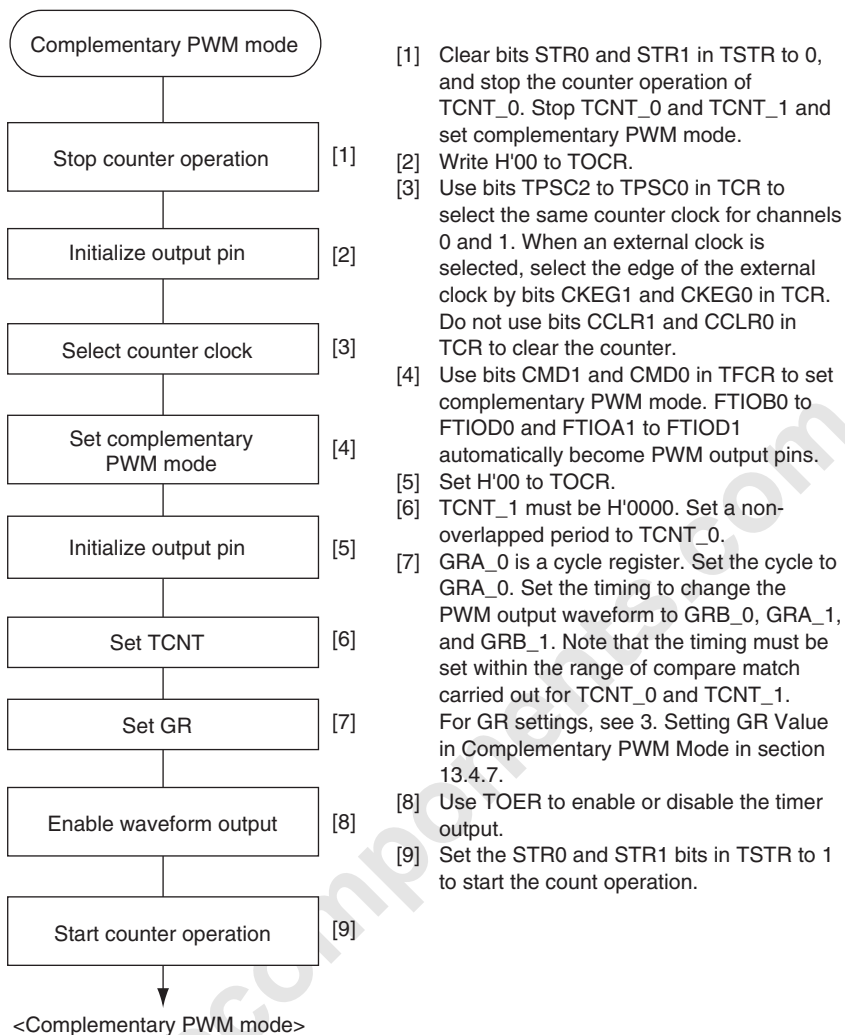 Complementary PWM mode
Stop counter operation
[1]
Initialize output pin
[2]
Select counter clock
[3]
Set complementary
PWM mode
[4]
Initialize output pin
[5]
Set TCNT
[6]
Set GR
[7]
Enable waveform output
[8]
Start counter operation
[9]
<Complementary PWM mode>
[1] Clear bits STR0 and STR1 in TSTR to 0,
and stop the counter operation of
TCNT_0. Stop TCNT_0 and TCNT_1 and
set complementary PWM mode.
[2] Write H'00 to TOCR.
[3] Use bits TPSC2 to TPSC0 in TCR to
select the same counter clock for channels
0 and 1. When an external clock is
selected, select the edge of the external
clock by bits CKEG1 and CKEG0 in TCR.
Do not use bits CCLR1 and CCLR0 in
TCR to clear the counter.
[4] Use bits CMD1 and CMD0 in TFCR to set
complementary PWM mode. FTIOB0 to
FTIOD0 and FTIOA1 to FTIOD1
automatically become PWM output pins.
[5] Set H'00 to TOCR.
[6] TCNT_1 must be H'0000. Set a non-
overlapped period to TCNT_0.
[7] GRA_0 is a cycle register. Set the cycle to
GRA_0. Set the timing to change the
PWM output waveform to GRB_0, GRA_1,
and GRB_1. Note that the timing must be
set within the range of compare match
carried out for TCNT_0 and TCNT_1.
For GR settings, see 3. Setting GR Value
in Complementary PWM Mode in section
13.4.7.
[8] Use TOER to enable or disable the timer
output.
[9] Set the STR0 and STR1 bits in TSTR to 1
to start the count operation.
components.com